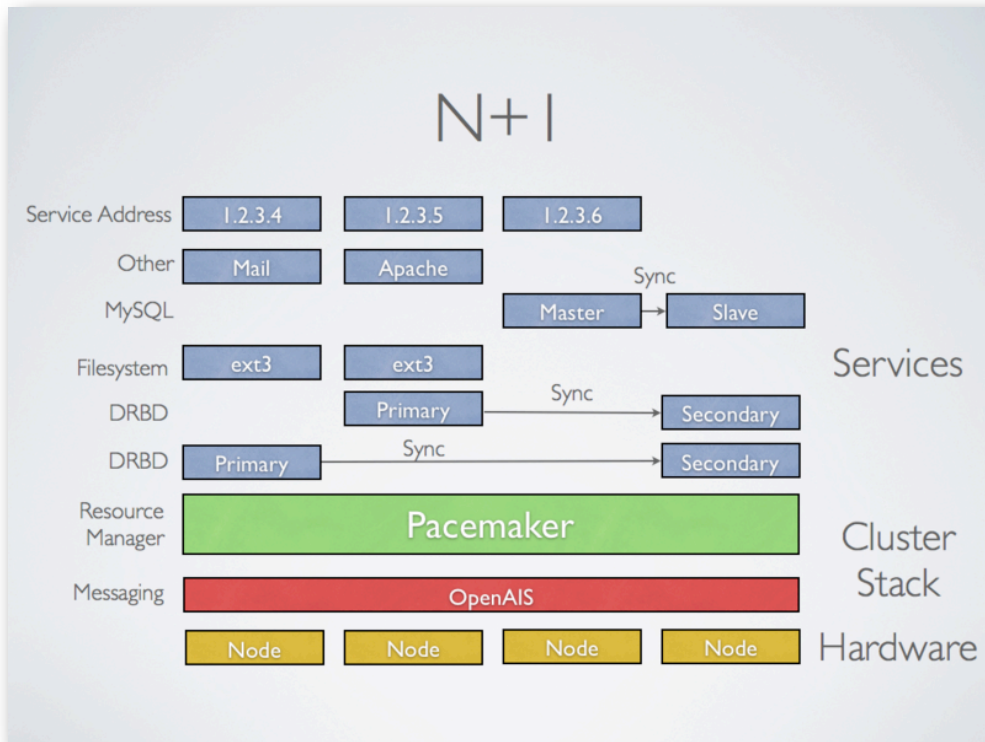 N+1
Service Address 1.2.3.4 1.2.3.5 1.2.3.6
Other Mail Apache
Sync
MySQL Master Slave
Filesystem ext3 ext3
Services
Sync
DRBD Primary Secondary
Sync
DRBD Primary Secondary
Resource
Manager
Pacemaker
Cluster
Stack
Messaging OpenAIS
Node Node Node Node Hardware